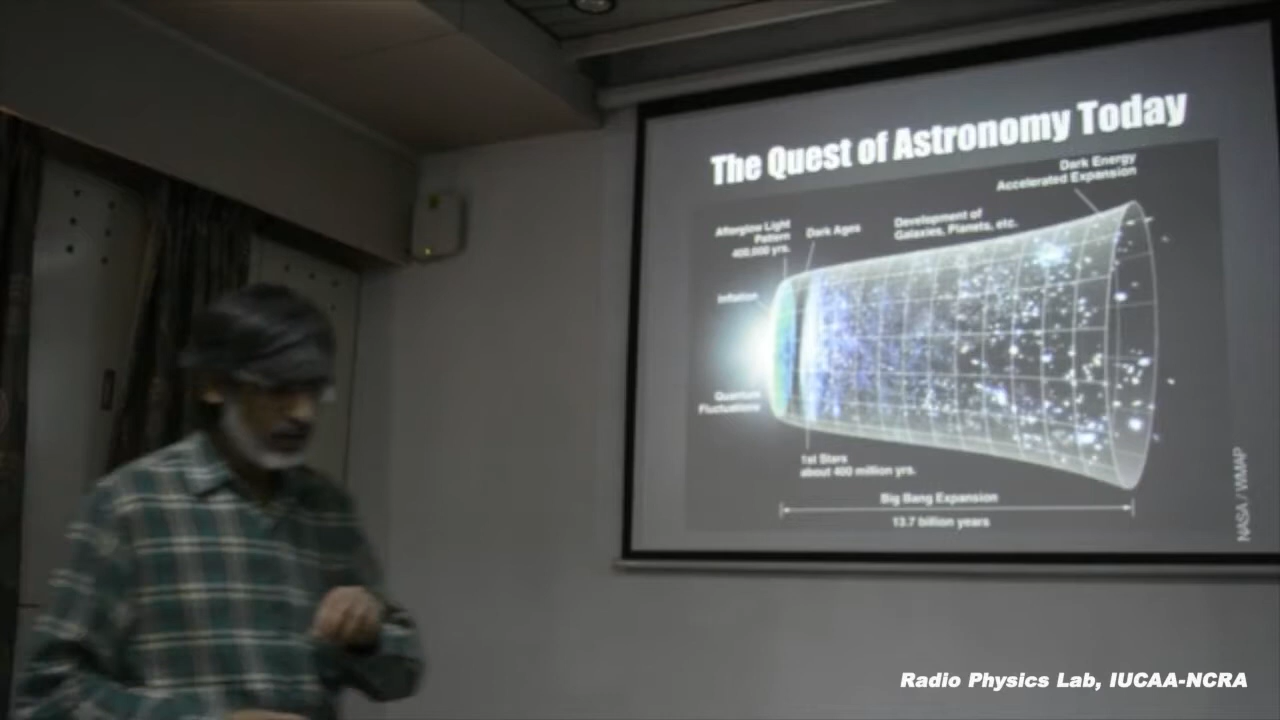 The Quest of Astronomy Today
Dark Energy
Accelerated Expansion
Afterglow Light
Pattern
400,000 yrs.
Dark Ages
Development of
Galaxies, Planets, etc.
Inflation
Quantum
Fluctuations
1st Stars
about 400 million yrs.
Big Bang Expansion
13.7 billion years
NASA / WMAP
Radio Physics Lab, IUCAA-NCRA